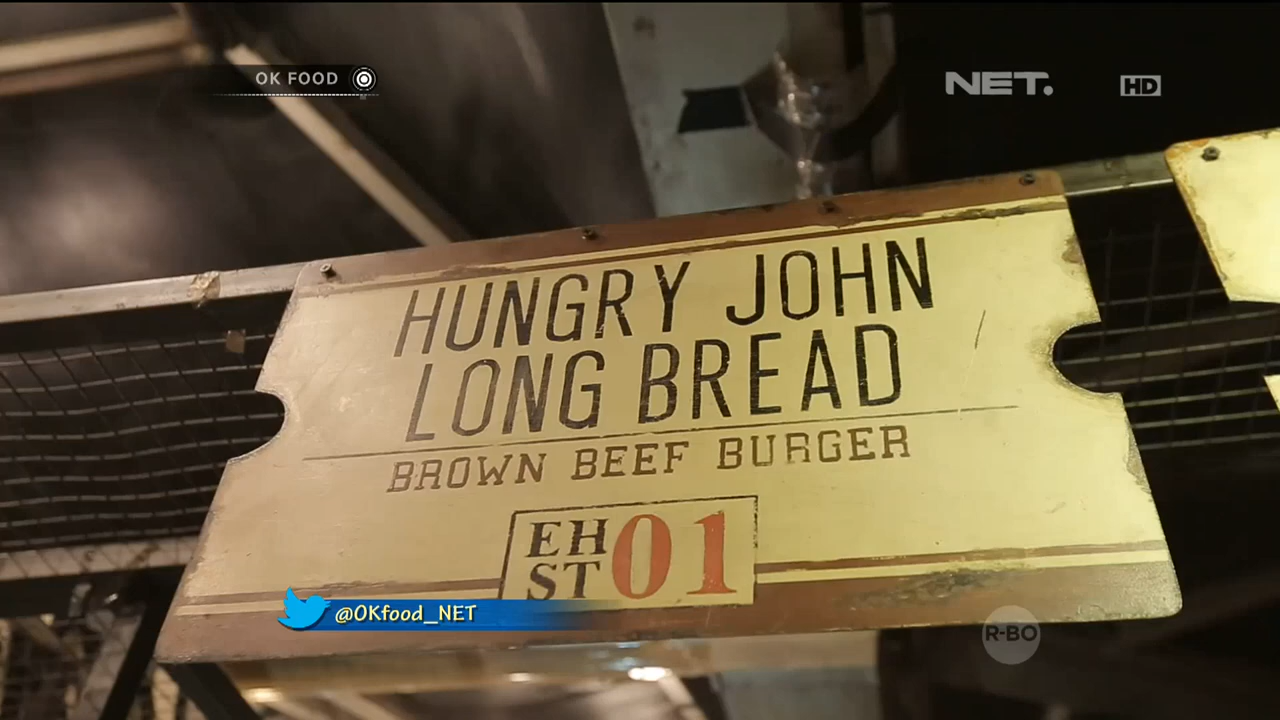 OK FOOD
NET.
HD
HUNGRY JOHN
LONG BREAD
BROWN BEEF BURGER
EH
ST
01
@OKfood_NET
R-BO